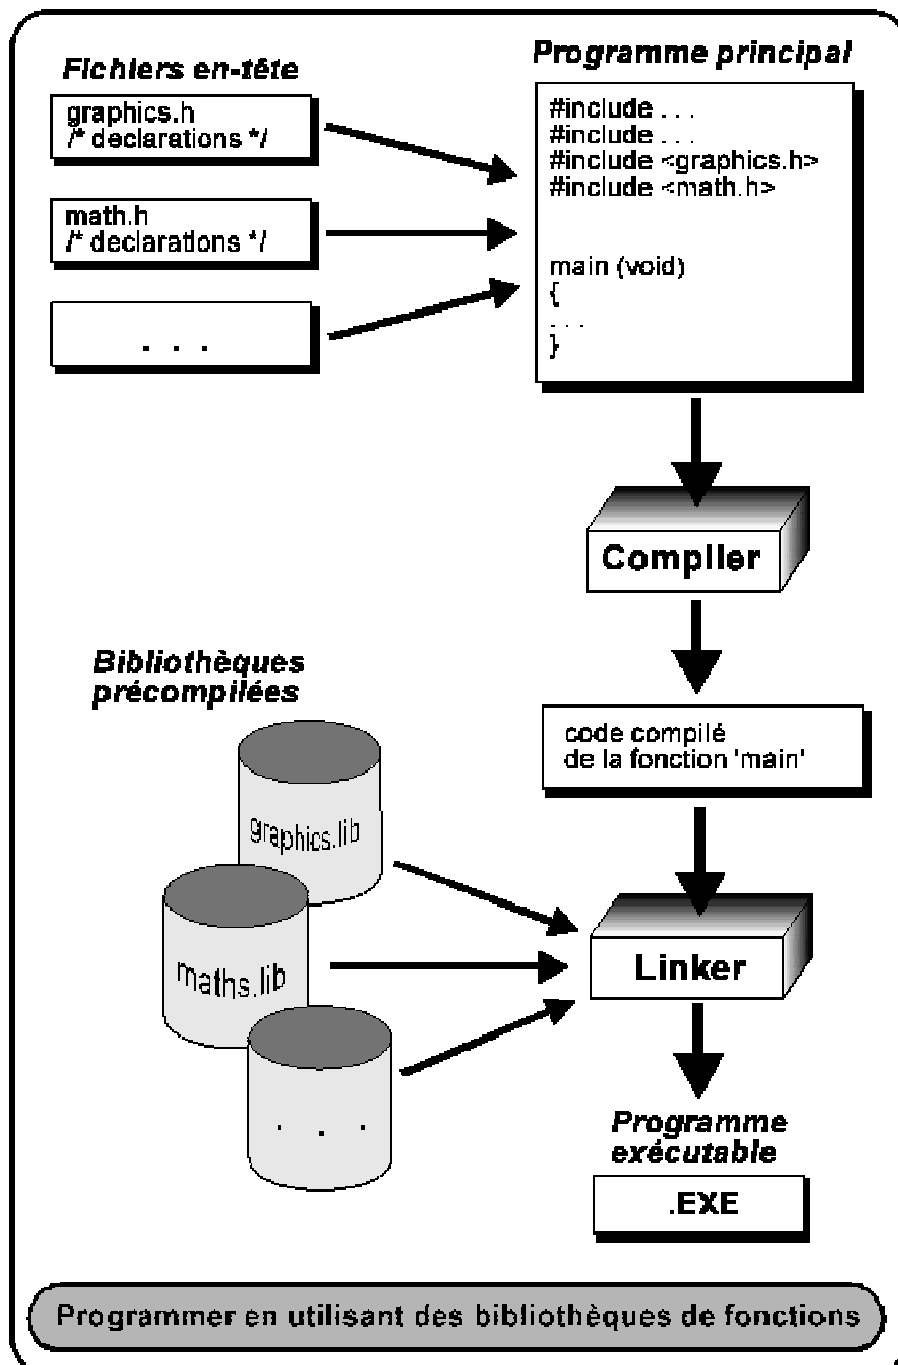 Fichiers en-tête
graphics.h
/* declarations */
math.h
/* declarations */
. . .
Programme principal
#include . . .
#include . . .
#include <graphics.h>
#include <math.h>
main (void)
{
. . .
}
Compiler
code compilé
de la fonction 'main'
Bibliothèques
précompilées
graphics.lib
maths.lib
. . .
Linker
Programme
exécutable
.EXE
Programmer en utilisant des bibliothèques de fonctions